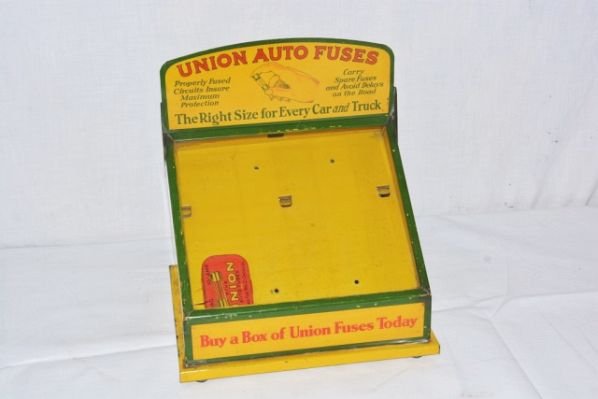 UNION AUTO FUSES
Properly Fused
Circuits Insure
Maximum
Protection
Carry
Spare Fuses
and Avoid Delays
on the Road
The Right Size for Every Car and Truck
UNION
Buy a Box of Union Fuses Today